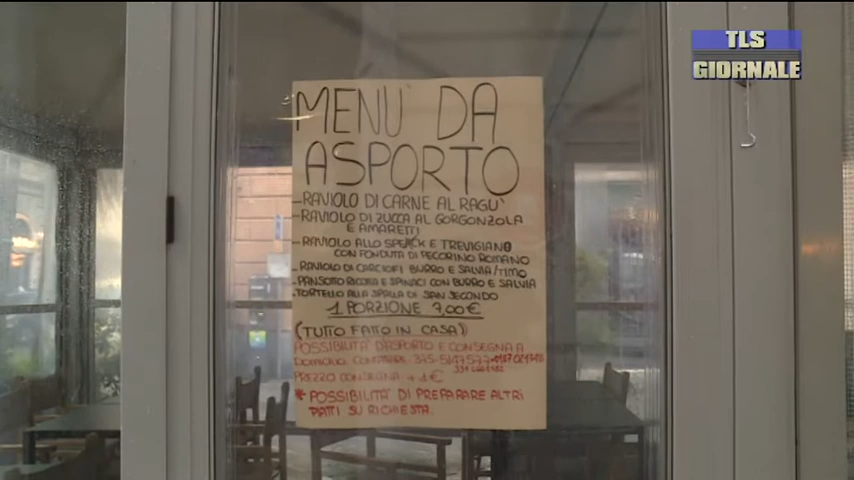 TLS
GIORNALE
MENU' DA
ASPORTO
-RAVIOLO DI CARNE AL RAGU'
-RAVIOLO DI ZUCCA AL GORGONZOLA
E AMARETTI
-RAVIOLO ALLO SPECK E TREVIGIANO
CON FONDUTA DI PECORINO ROMANO
-RAVIOLO DI CARCIOFI BURRO E SALVIA/TIMO
-PANSOTTO RICOTTA E SPINACI CON BURRO E SALVIA
-TORTELLO ALLA SPALLA DI SAN SECONDO
1 PORZIONE 7,00€
(TUTTO FATTO IN CASA)
POSSIBILITA' D'ASPORTO E CONSEGNA A
DOMICILIO 375-5147577
PREZZO CONSEGNA + 1€
* POSSIBILITA' DI PREPARARE ALTRI
PIATTI SU RICHIESTA.